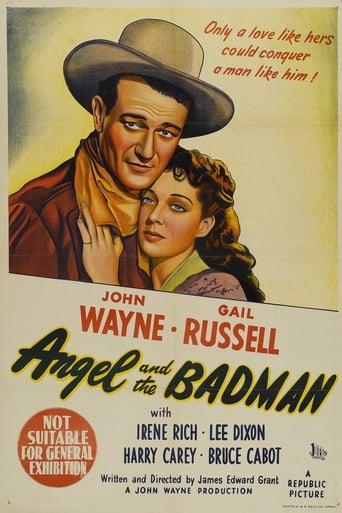 Only a love like hers
could conquer
a man like him!
JOHN WAYNE · GAIL RUSSELL
Angel and the BADMAN
with
IRENE RICH · LEE DIXON
HARRY CAREY · BRUCE CABOT
Written and Directed by James Edward Grant
A JOHN WAYNE PRODUCTION
NOT
SUITABLE
FOR GENERAL
EXHIBITION
A
REPUBLIC
PICTURE